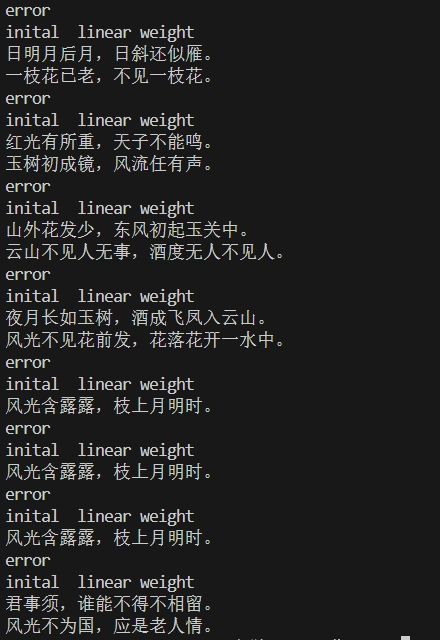 error
inital  linear weight
日明月后月，日斜还似雁。
一枝花已老，不见一枝花。
error
inital  linear weight
红光有所重，天子不能鸣。
玉树初成镜，风流任有声。
error
inital  linear weight
山外花发少，东风初起玉关中。
云山不见人无事，酒度无人不见人。
error
inital  linear weight
夜月长如玉树，酒成飞凤入云山。
风光不见花前发，花落花开一水中。
error
inital  linear weight
风光含露露，枝上月明时。
error
inital  linear weight
风光含露露，枝上月明时。
error
inital  linear weight
风光含露露，枝上月明时。
error
inital  linear weight
君事须，谁能不得不相留。
风光不为国，应是老人情。